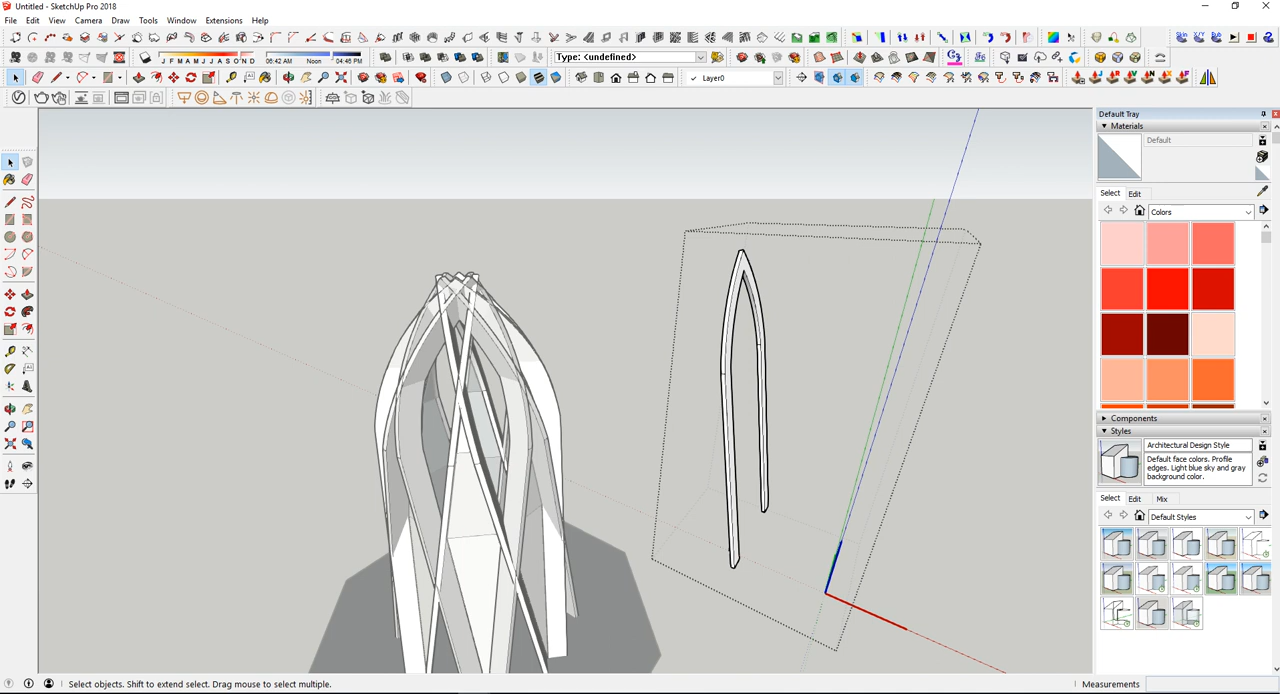 Untitled - SketchUp Pro 2018
File Edit View Camera Draw Tools Window Extensions Help
J F M A M J J A S O N D 06:42 AM Noon 04:46 PM Type: <undefined>
Layer0
Default Tray
Materials
Default
Select Edit
Colors
Components
Styles
Architectural Design Style
Default face colors. Profile
edges. Light blue sky and gray
background color.
Select Edit Mix
Default Styles
Select objects. Shift to extend select. Drag mouse to select multiple. Measurements